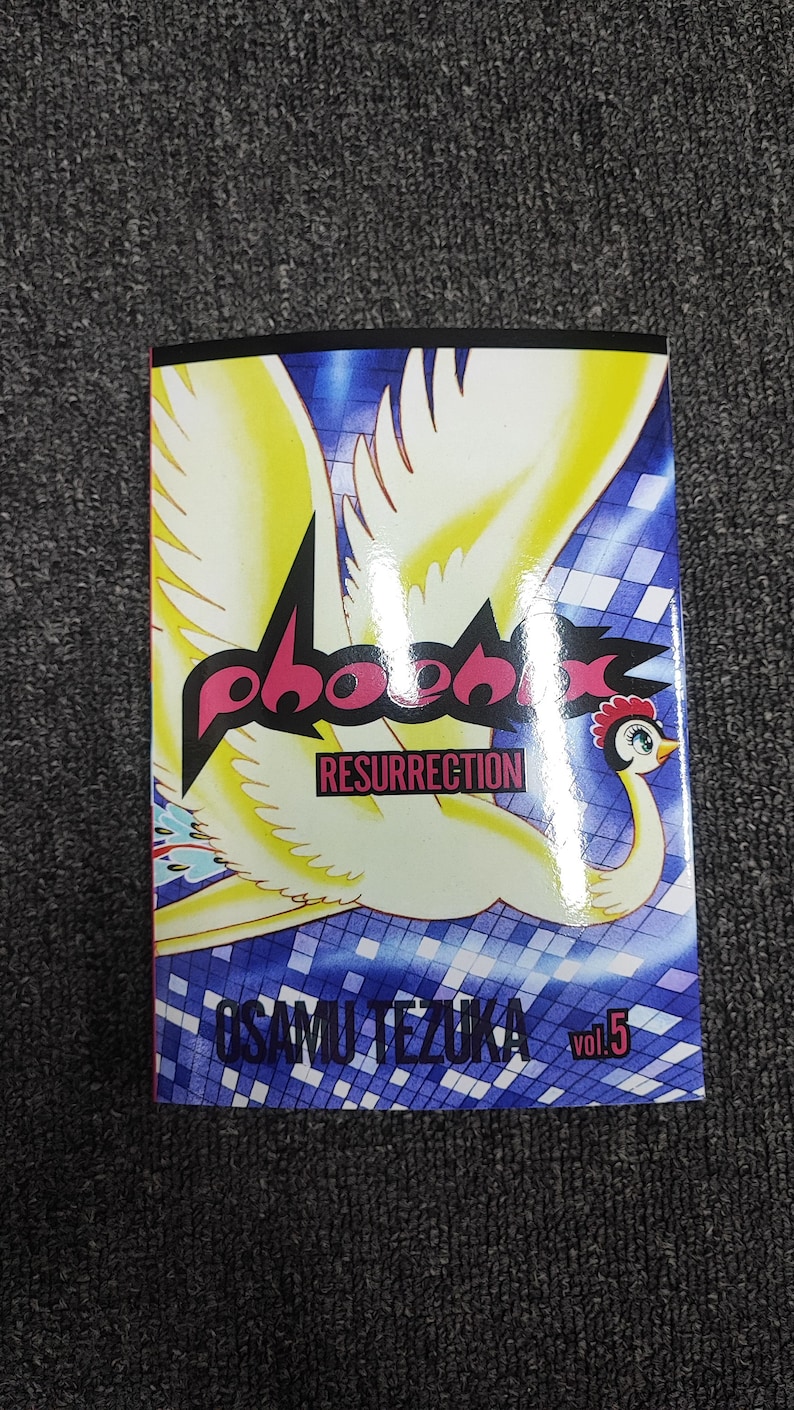 phoenix
RESURRECTION
OSAMU TEZUKA vol.5